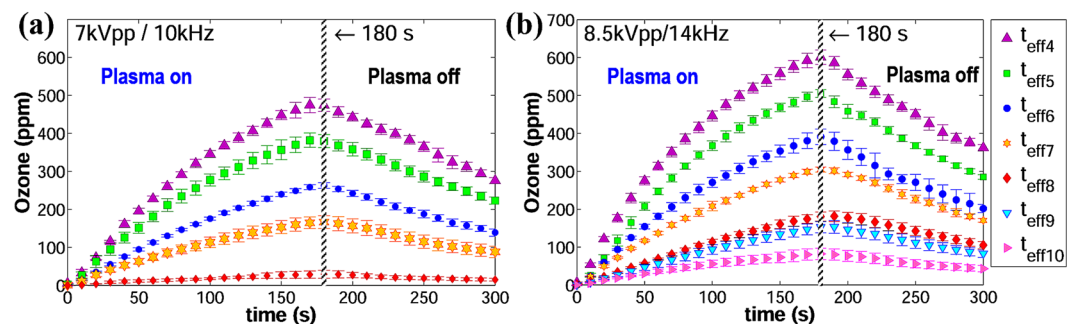 (a)
7kVpp / 10kHz
← 180 s
Plasma on
Plasma off
Ozone (ppm)
600
500
400
300
200
100
0
0 50 100 150 200 250 300
time (s)
(b)
8.5kVpp/14kHz
← 180 s
Plasma on
Plasma off
Ozone (ppm)
700
600
500
400
300
200
100
0
0 50 100 150 200 250 300
time (s)
teff4
teff5
teff6
teff7
teff8
teff9
teff10